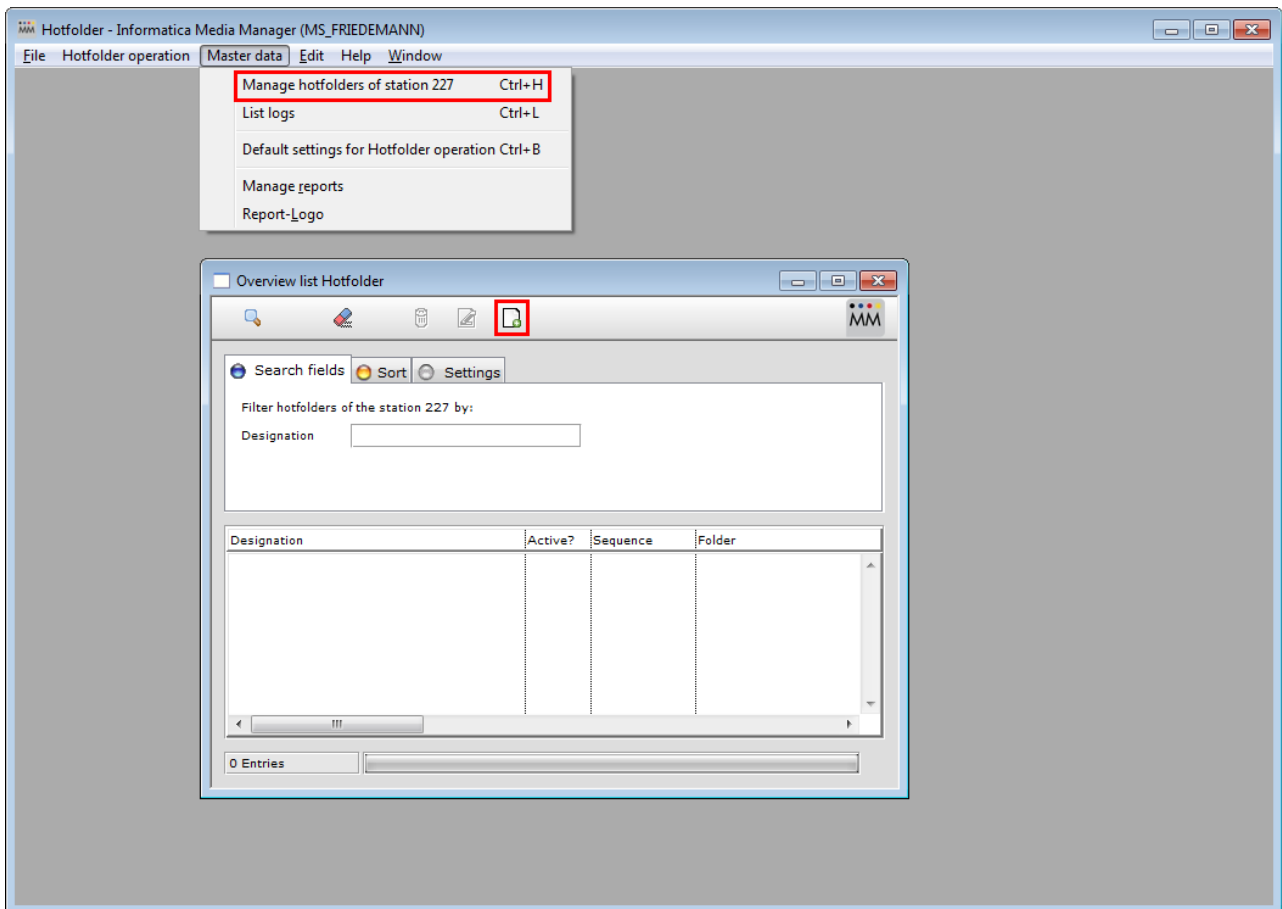 MM Hotfolder - Informatica Media Manager (MS_FRIEDEMANN)
File Hotfolder operation Master data Edit Help Window
Manage hotfolders of station 227 Ctrl+H
List logs Ctrl+L
Default settings for Hotfolder operation Ctrl+B
Manage reports
Report-Logo
Overview list Hotfolder
MM
Search fields Sort Settings
Filter hotfolders of the station 227 by:
Designation
Designation Active? Sequence Folder
0 Entries